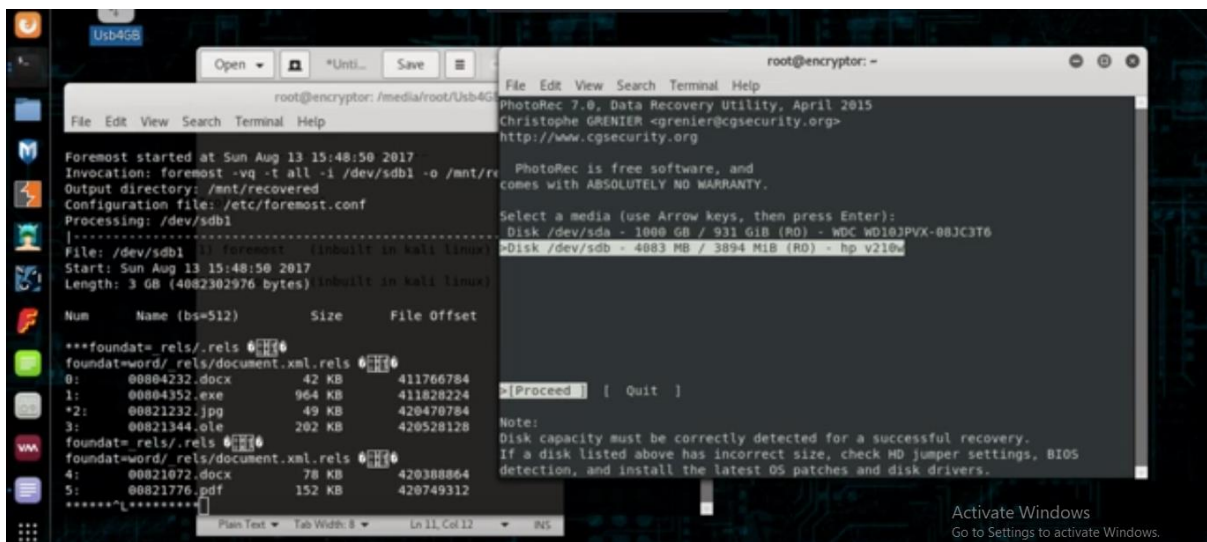 Usb4GB
Open
*Unti...
Save
root@encryptor: /media/root/Usb4G
File Edit View Search Terminal Help
Foremost started at Sun Aug 13 15:48:50 2017
Invocation: foremost -vq -t all -i /dev/sdb1 -o /mnt/re
Output directory: /mnt/recovered
Configuration file: /etc/foremost.conf
Processing: /dev/sdb1
|------------------------------------------------------------------
File: /dev/sdb1
1) foremost (inbuilt in kali linux)
Start: Sun Aug 13 15:48:50 2017
Length: 3 GB (4082302976 bytes)
(inbuilt in kali linux)
Num Name (bs=512) Size File Offset
***foundat=_rels/.rels
foundat=word/_rels/document.xml.rels
0: 00804232.docx 42 KB 411766784
1: 00804352.exe 964 KB 411828224
*2: 00821232.jpg 49 KB 420470784
3: 00821344.ole 202 KB 420528128
foundat=_rels/.rels
foundat=word/_rels/document.xml.rels
4: 00821072.docx 78 KB 420388864
5: 00821776.pdf 152 KB 420749312
******^L*********
Plain Text Tab Width: 8 Ln 11, Col 12 INS
root@encryptor: ~
File Edit View Search Terminal Help
PhotoRec 7.0, Data Recovery Utility, April 2015
Christophe GRENIER <grenier@cgsecurity.org>
http://www.cgsecurity.org
PhotoRec is free software, and
comes with ABSOLUTELY NO WARRANTY.
Select a media (use Arrow keys, then press Enter):
Disk /dev/sda - 1000 GB / 931 GiB (RO) - WDC WD10JPVX-08JC3T6
>Disk /dev/sdb - 4083 MB / 3894 MiB (RO) - hp v210w
>[Proceed ] [ Quit ]
Note:
Disk capacity must be correctly detected for a successful recovery.
If a disk listed above has incorrect size, check HD jumper settings, BIOS
detection, and install the latest OS patches and disk drivers.
Activate Windows
Go to Settings to activate Windows.